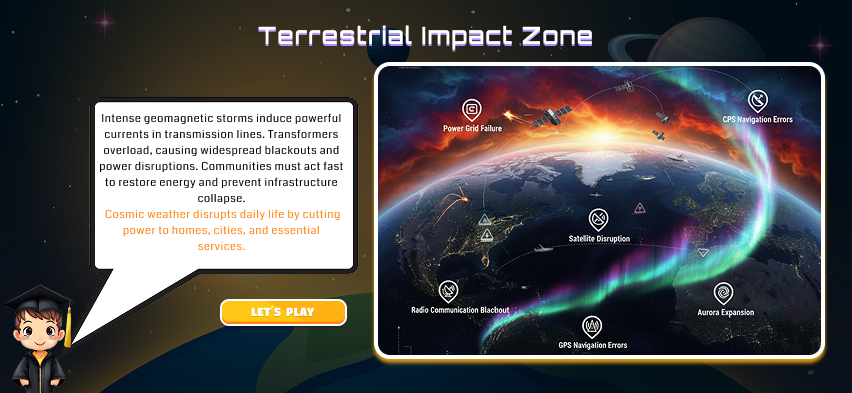 Terrestrial Impact Zone
Intense geomagnetic storms induce powerful
currents in transmission lines. Transformers
overload, causing widespread blackouts and
power disruptions. Communities must act fast
to restore energy and prevent infrastructure
collapse.
Cosmic weather disrupts daily life by cutting
power to homes, cities, and essential
services.
LET'S PLAY
Power Grid Failure
CPS Navigation Errors
Satellite Disruption
Radio Communication Blachout
Aurora Expansion
GPS Navigation Errors